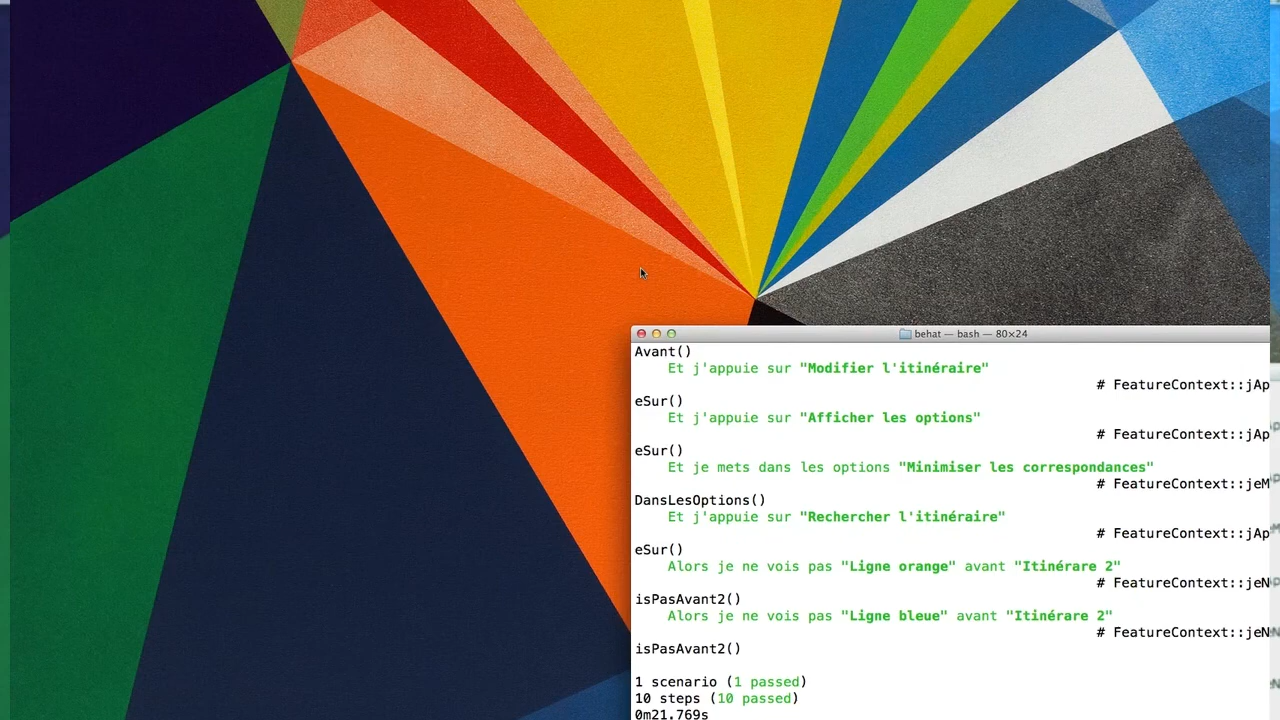 behat — bash — 80×24
Avant()
Et j'appuie sur "Modifier l'itinéraire"
# FeatureContext::jAp
eSur()
Et j'appuie sur "Afficher les options"
# FeatureContext::jAp
eSur()
Et je mets dans les options "Minimiser les correspondances"
# FeatureContext::jeM
DansLesOptions()
Et j'appuie sur "Rechercher l'itinéraire"
# FeatureContext::jAp
eSur()
Alors je ne vois pas "Ligne orange" avant "Itinérare 2"
# FeatureContext::jeN
isPasAvant2()
Alors je ne vois pas "Ligne bleue" avant "Itinérare 2"
# FeatureContext::jeN
isPasAvant2()
1 scenario (1 passed)
10 steps (10 passed)
0m21.769s